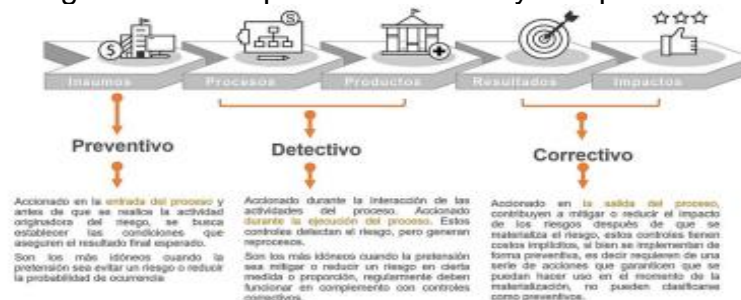 Insumos
Procesos
Productos
Resultados
Impactos
Preventivo
Accionado en la entrada del proceso y
antes de que se realice la actividad
originadora del riesgo, se busca
establecer las condiciones que
aseguren el resultado final esperado.
Son los más idóneos cuando la
pretensión sea evitar un riesgo o reducir
la probabilidad de ocurrencia
Detectivo
Accionado durante la interacción de las
actividades del proceso. Accionado
durante la ejecución del proceso. Estos
controles detectan el riesgo, pero generan
reprocesos.
Son los más idóneos cuando la pretensión
sea mitigar o reducir un riesgo en cierta
medida o proporción, regularmente deben
funcionar en complemento con controles
correctivos.
Correctivo
Accionado en la salida del proceso,
contribuyen a mitigar o reducir el impacto
de los riesgos después de que se
materializa el riesgo, estos controles tienen
costos implícitos, si bien se implementan de
forma preventiva, es decir requieren de una
serie de acciones que garanticen que se
puedan hacer uso en el momento de la
materialización, no pueden clasificarse
como preventivos.